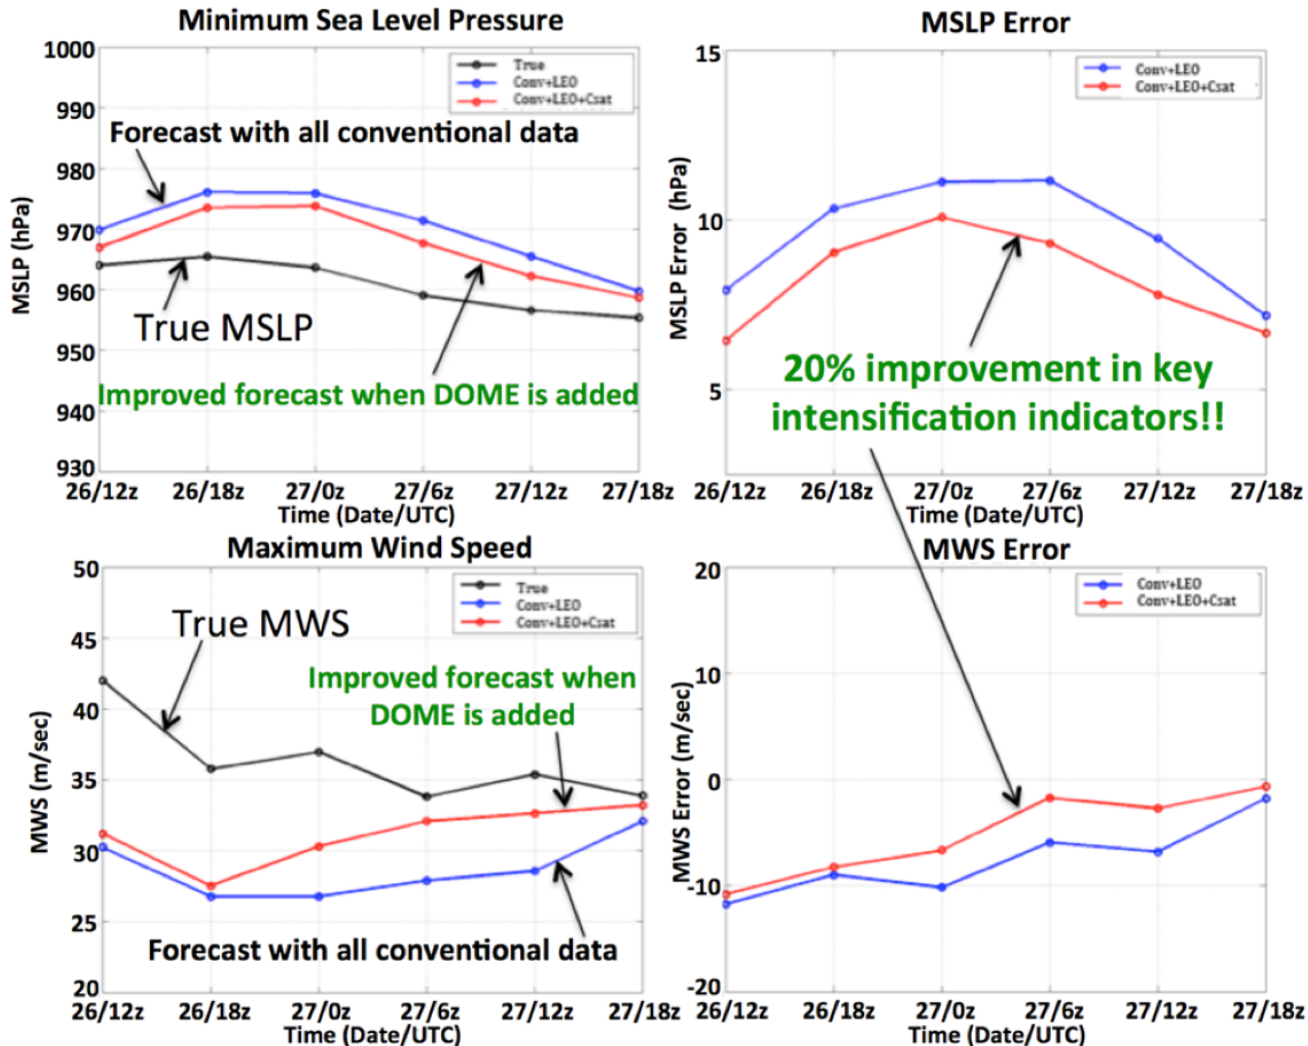 Minimum Sea Level Pressure
1000
990
980
970
960
950
940
930
MSLP (hPa)
True
Conv+LEO
Conv+LEO+Csat
Forecast with all conventional data
True MSLP
Improved forecast when DOME is added
26/12z 26/18z 27/0z 27/6z 27/12z 27/18z
Time (Date/UTC)
MSLP Error
15
10
5
MSLP Error (hPa)
Conv+LEO
Conv+LEO+Csat
20% improvement in key
intensification indicators!!
26/12z 26/18z 27/0z 27/6z 27/12z 27/18z
Time (Date/UTC)
Maximum Wind Speed
50
45
40
35
30
25
20
MWS (m/sec)
True
Conv+LEO
Conv+LEO+Csat
True MWS
Improved forecast when
DOME is added
Forecast with all conventional data
26/12z 26/18z 27/0z 27/6z 27/12z 27/18z
Time (Date/UTC)
MWS Error
20
10
0
-10
-20
MWS Error (m/sec)
Conv+LEO
Conv+LEO+Csat
26/12z 26/18z 27/0z 27/6z 27/12z 27/18z
Time (Date/UTC)